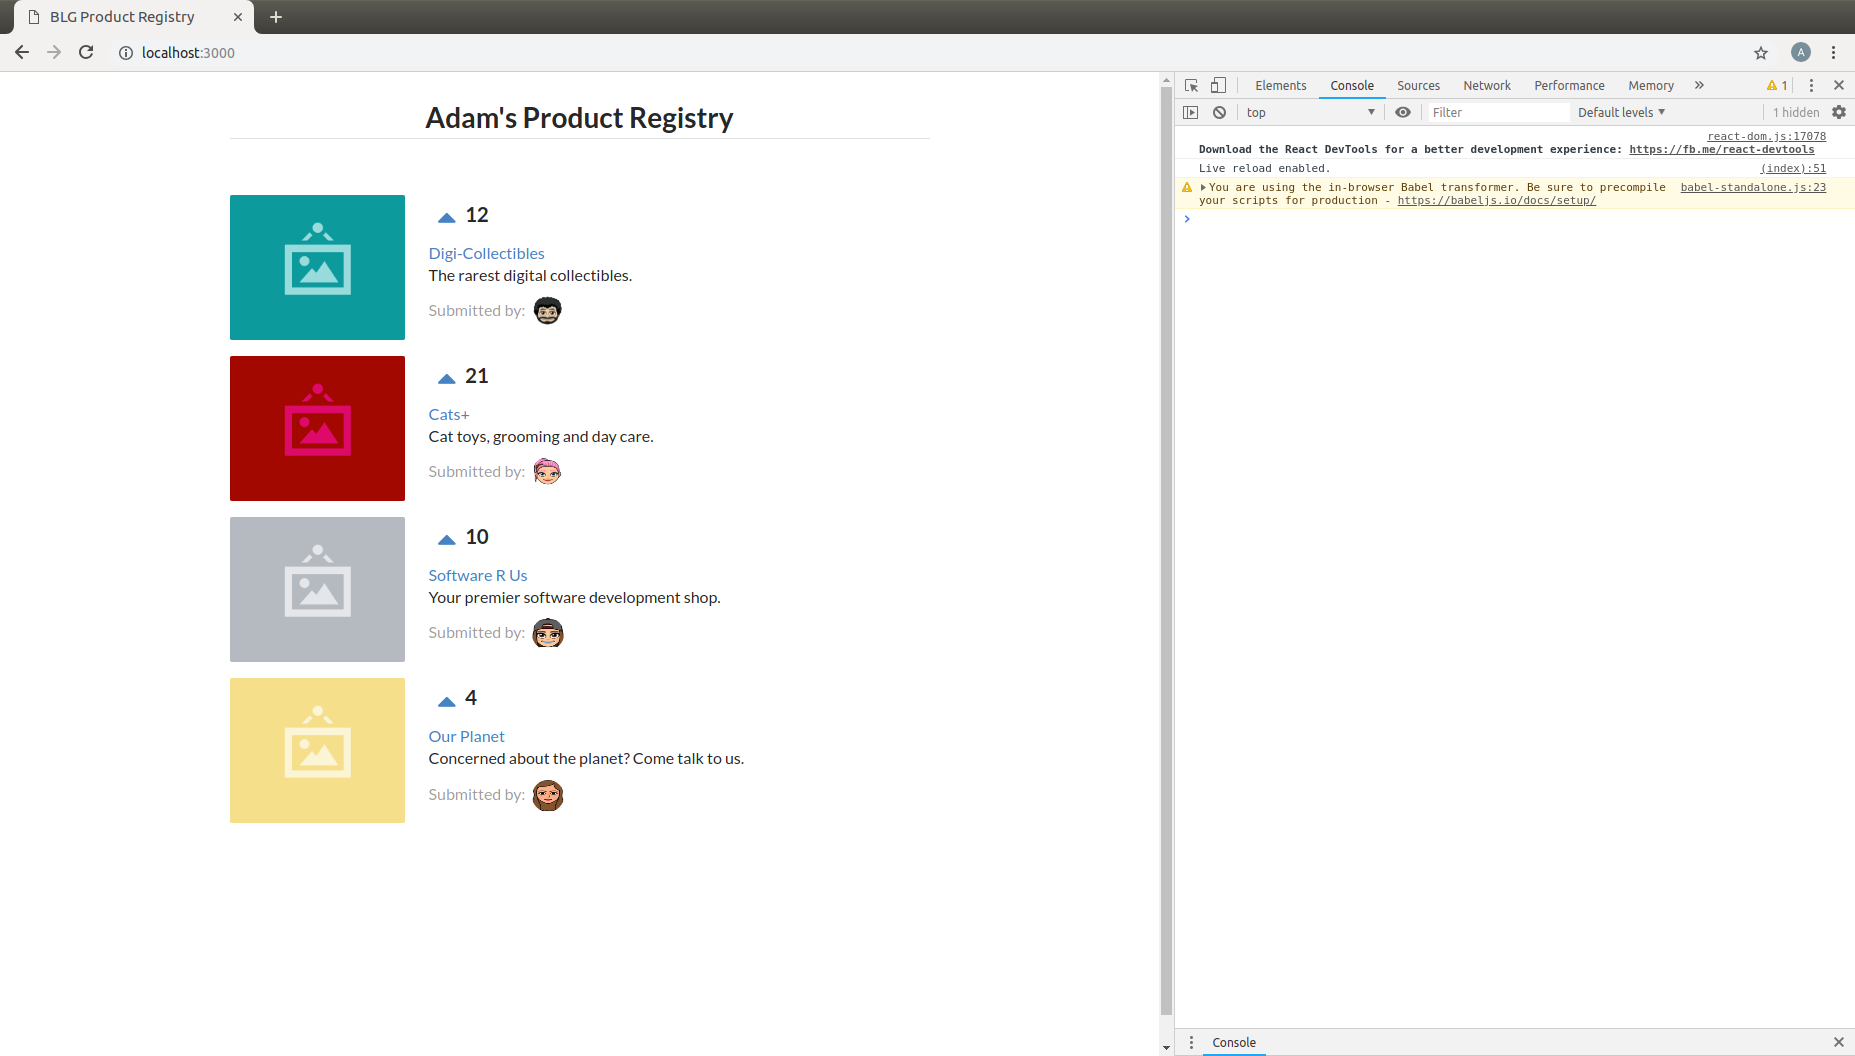 BLG Product Registry
localhost:3000
A
Adam's Product Registry
12
Digi-Collectibles
The rarest digital collectibles.
Submitted by:
21
Cats+
Cat toys, grooming and day care.
Submitted by:
10
Software R Us
Your premier software development shop.
Submitted by:
4
Our Planet
Concerned about the planet? Come talk to us.
Submitted by:
Elements Console Sources Network Performance Memory » 1
top Filter Default levels 1 hidden
react-dom.js:17078
Download the React DevTools for a better development experience: https://fb.me/react-devtools
Live reload enabled. (index):51
You are using the in-browser Babel transformer. Be sure to precompile babel-standalone.js:23
your scripts for production - https://babeljs.io/docs/setup/
Console